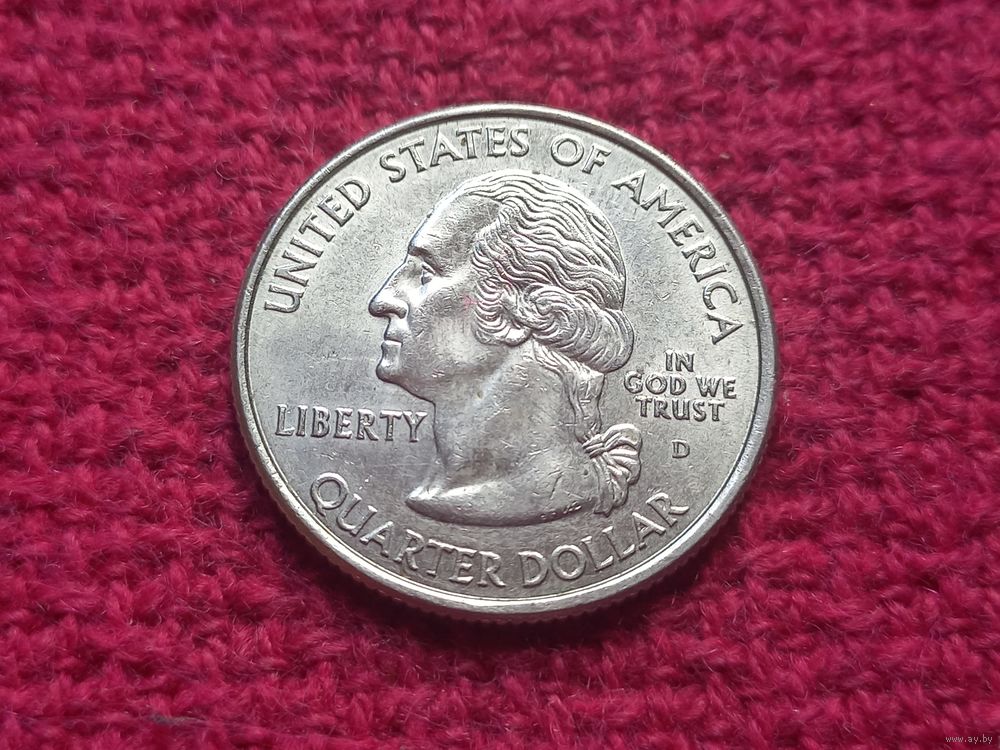 UNITED STATES OF AMERICA
LIBERTY
IN
GOD WE
TRUST
D
QUARTER DOLLAR
www.ay.by